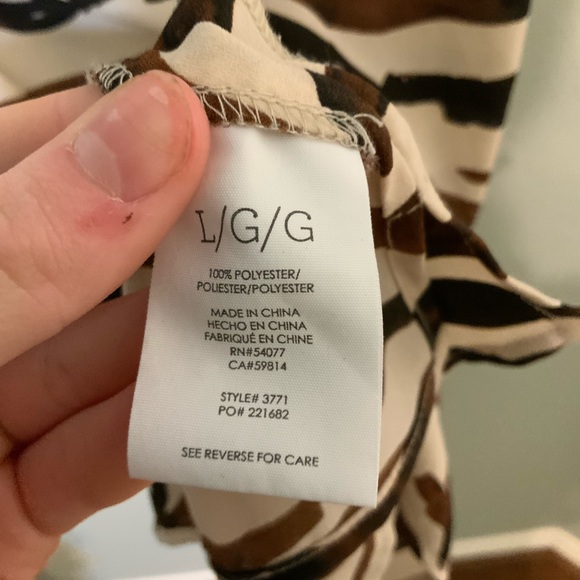 L/G/G
100% POLYESTER/
POLIESTER/POLYESTER
MADE IN CHINA
HECHO EN CHINA
FABRIQUÉ EN CHINE
RN#54077
CA#59814
STYLE# 3771
PO# 221682
SEE REVERSE FOR CARE